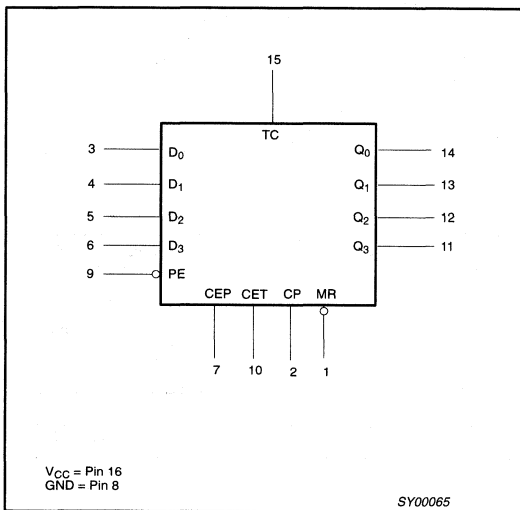 15
TC
3 D₀ Q₀ 14
4 D₁ Q₁ 13
5 D₂ Q₂ 12
6 D₃ Q₃ 11
9 PE
CEP CET CP MR
7 10 2 1
V_CC = Pin 16
GND = Pin 8
SY00065